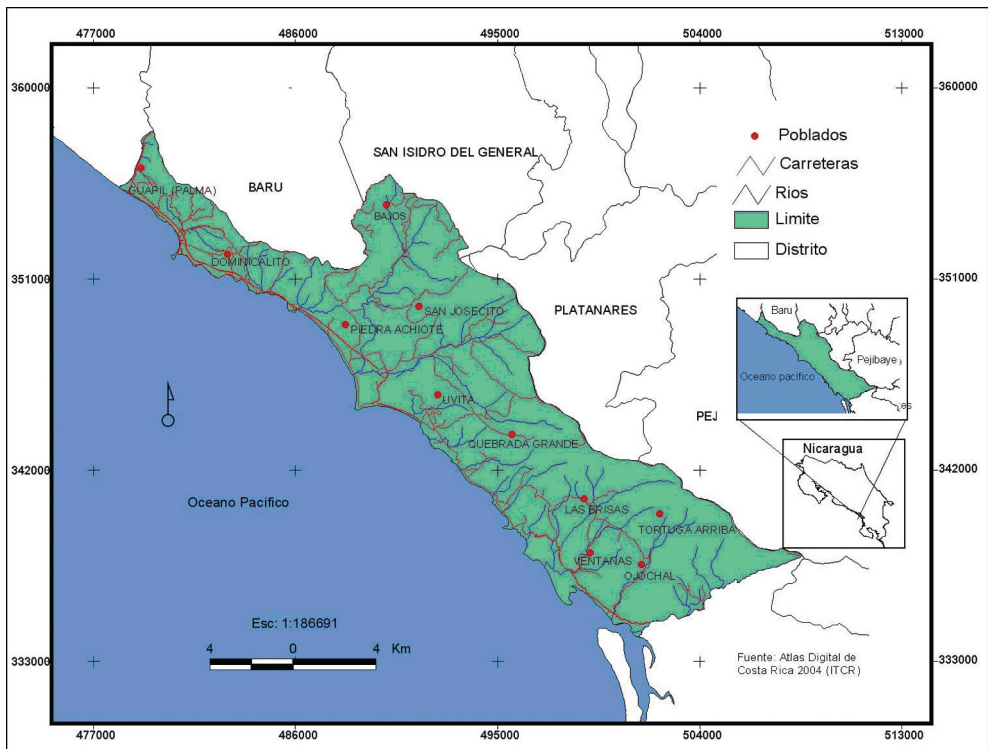 477000 486000 495000 504000 513000
360000 360000
Poblados
SAN ISIDRO DEL GENERAL
Carreteras
GUAPIL (PALMA)
BARU
Rios
BAJOS
Limite
DOMINICALITO
Distrito
351000 351000
SAN JOSECITO
PLATANARES
Baru
PIEDRA ACHIOTE
Pejibaye
Oceano pacífico
UVITA
es
PEJ
QUEBRADA GRANDE
Nicaragua
342000 342000
Oceano Pacífico
LAS BRISAS
TORTUGA ARRIBA
VENTANAS
OJOCHAL
Esc: 1:186691
4 0 4 Km
Fuente: Atlas Digital de
Costa Rica 2004 (ITCR)
333000 333000
477000 486000 495000 504000 513000